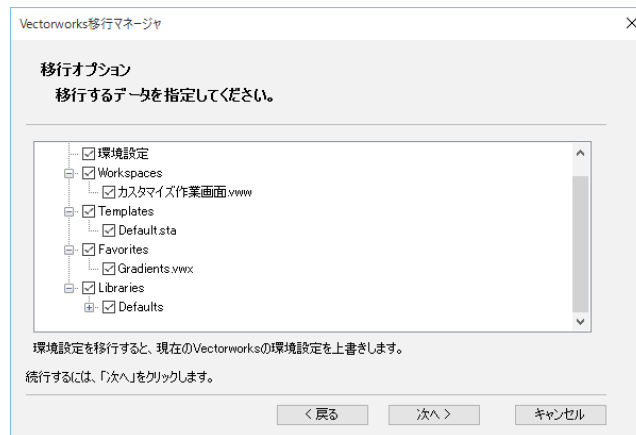 Vectorworks移行マネージャ
移行オプション
移行するデータを指定してください。
環境設定
Workspaces
カスタマイズ作業画面.vww
Templates
Default.sta
Favorites
Gradients.vwx
Libraries
Defaults
環境設定を移行すると、現在のVectorworksの環境設定を上書きします。
続行するには、「次へ」をクリックします。
< 戻る 次へ > キャンセル